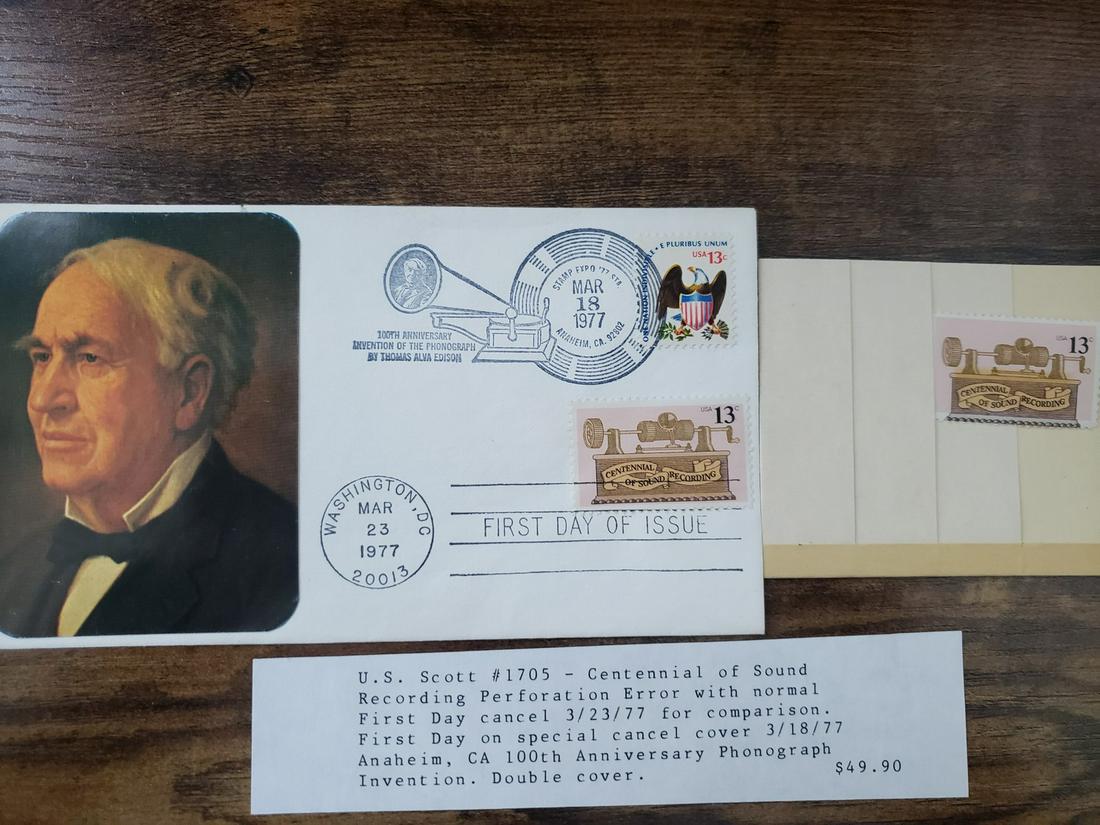 E PLURIBUS UNUM
ONE NATION INDIVISIBLE
USA 13c
STAMP EXPO '77 STA.
MAR
18
1977
ANAHEIM, CA. 92802
100TH ANNIVERSARY
INVENTION OF THE PHONOGRAPH
BY THOMAS ALVA EDISON
USA 13c
CENTENNIAL
OF SOUND RECORDING
13c
CENTENNIAL
OF SOUND RECORDING
WASHINGTON, DC
MAR
23
1977
20013
FIRST DAY OF ISSUE
U.S. Scott #1705 - Centennial of Sound
Recording Perforation Error with normal
First Day cancel 3/23/77 for comparison.
First Day on special cancel cover 3/18/77
Anaheim, CA 100th Anniversary Phonograph
Invention. Double cover.
$49.90